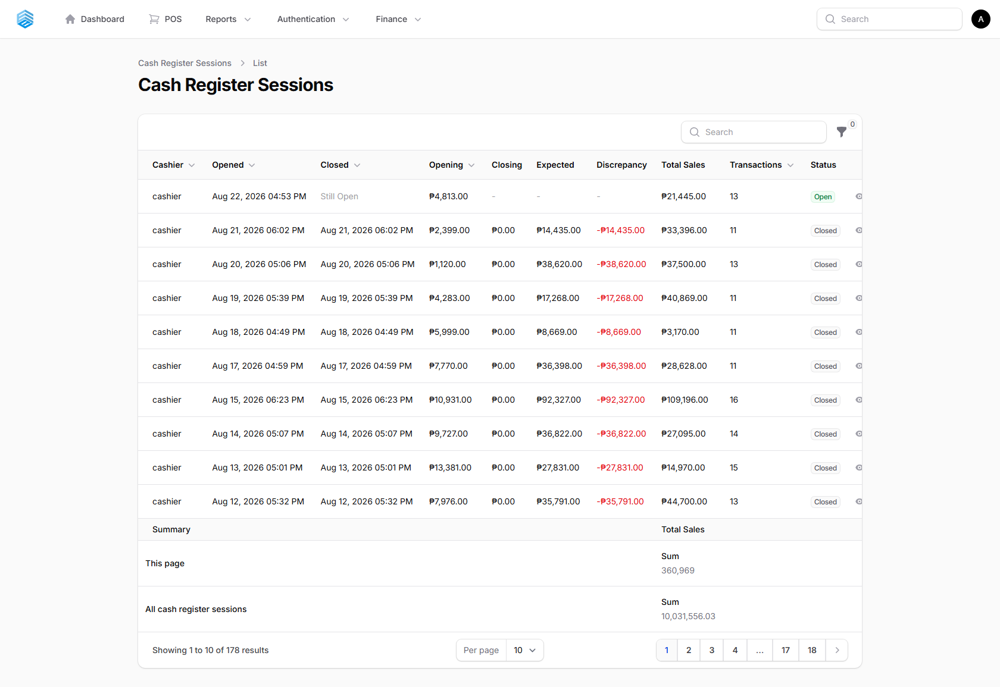 Dashboard POS Reports Authentication Finance Search A
Cash Register Sessions List
Cash Register Sessions
Search 0
Cashier Opened Closed Opening Closing Expected Discrepancy Total Sales Transactions Status
cashier Aug 22, 2026 04:53 PM Still Open ₱4,813.00 - - - ₱21,445.00 13 Open
cashier Aug 21, 2026 06:02 PM Aug 21, 2026 06:02 PM ₱2,399.00 ₱0.00 ₱14,435.00 -₱14,435.00 ₱33,396.00 11 Closed
cashier Aug 20, 2026 05:06 PM Aug 20, 2026 05:06 PM ₱1,120.00 ₱0.00 ₱38,620.00 -₱38,620.00 ₱37,500.00 13 Closed
cashier Aug 19, 2026 05:39 PM Aug 19, 2026 05:39 PM ₱4,283.00 ₱0.00 ₱17,268.00 -₱17,268.00 ₱40,869.00 11 Closed
cashier Aug 18, 2026 04:49 PM Aug 18, 2026 04:49 PM ₱5,999.00 ₱0.00 ₱8,669.00 -₱8,669.00 ₱3,170.00 11 Closed
cashier Aug 17, 2026 04:59 PM Aug 17, 2026 04:59 PM ₱7,770.00 ₱0.00 ₱36,398.00 -₱36,398.00 ₱28,628.00 11 Closed
cashier Aug 15, 2026 06:23 PM Aug 15, 2026 06:23 PM ₱10,931.00 ₱0.00 ₱92,327.00 -₱92,327.00 ₱109,196.00 16 Closed
cashier Aug 14, 2026 05:07 PM Aug 14, 2026 05:07 PM ₱9,727.00 ₱0.00 ₱36,822.00 -₱36,822.00 ₱27,095.00 14 Closed
cashier Aug 13, 2026 05:01 PM Aug 13, 2026 05:01 PM ₱13,381.00 ₱0.00 ₱27,831.00 -₱27,831.00 ₱14,970.00 15 Closed
cashier Aug 12, 2026 05:32 PM Aug 12, 2026 05:32 PM ₱7,976.00 ₱0.00 ₱35,791.00 -₱35,791.00 ₱44,700.00 13 Closed
Summary Total Sales
This page Sum
360,969
All cash register sessions Sum
10,031,556.03
Showing 1 to 10 of 178 results Per page 10 1 2 3 4 ... 17 18